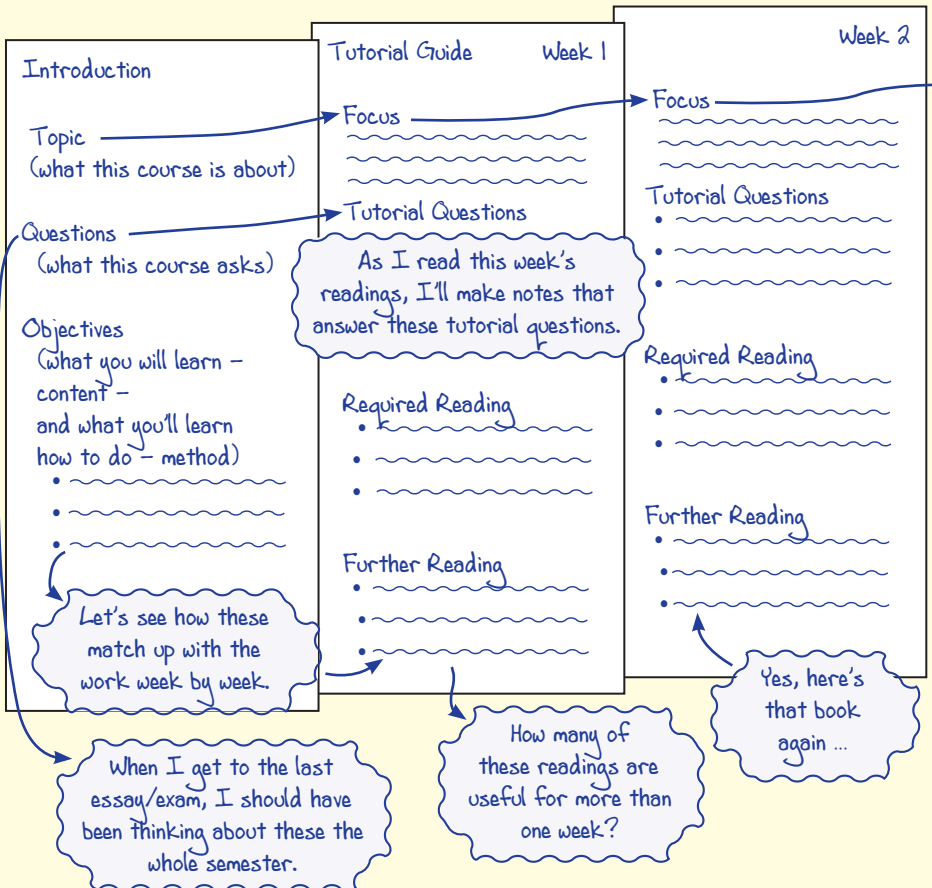 Introduction
Topic
(what this course is about)
Questions
(what this course asks)
Objectives
(what you will learn –
content –
and what you'll learn
how to do – method)
Let's see how these
match up with the
work week by week.
When I get to the last
essay/exam, I should have
been thinking about these the
whole semester.
Tutorial Guide Week 1
Focus
Tutorial Questions
As I read this week's
readings, I'll make notes that
answer these tutorial questions.
Required Reading
Further Reading
How many of
these readings are
useful for more than
one week?
Week 2
Focus
Tutorial Questions
Required Reading
Further Reading
Yes, here's
that book
again ...